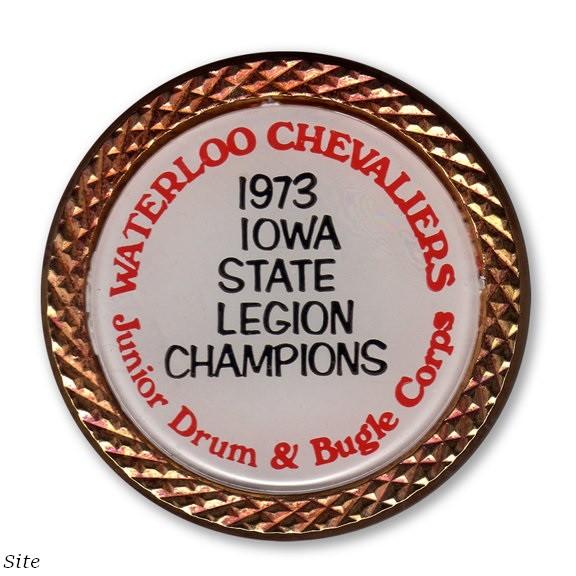 WATERLOO CHEVALIERS
1973
IOWA
STATE
LEGION
CHAMPIONS
Junior Drum & Bugle Corps
Site